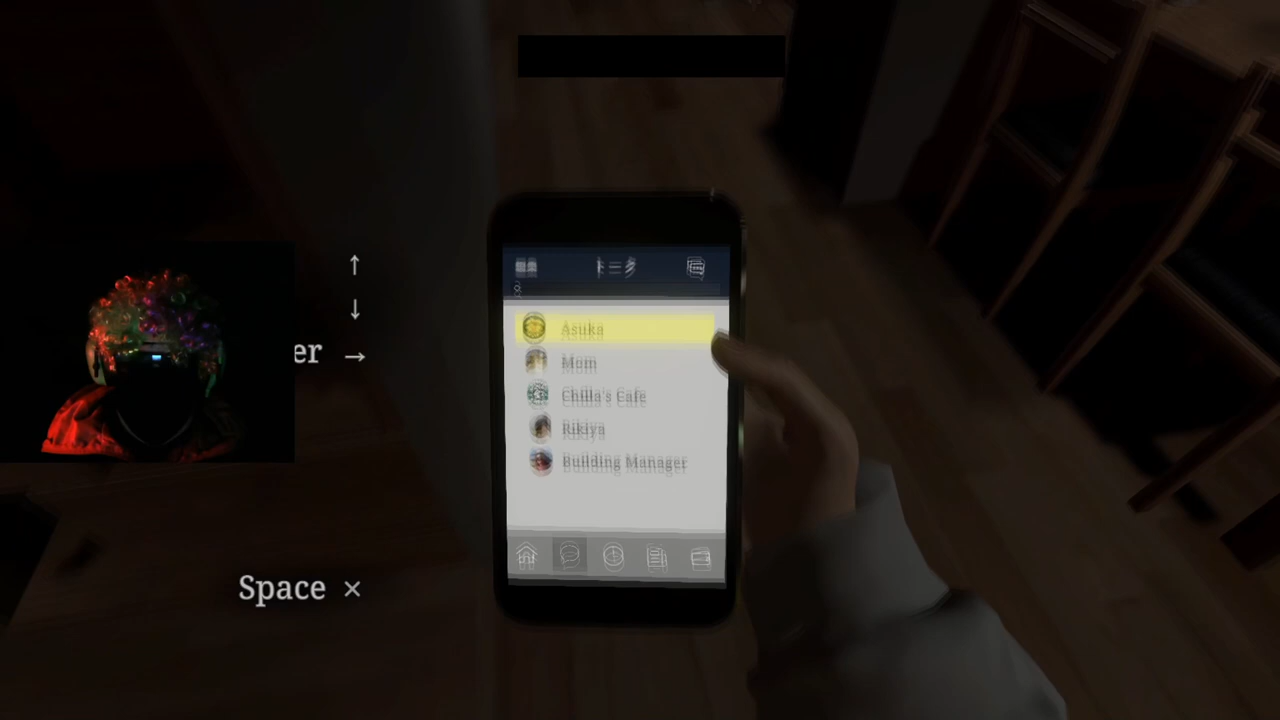 ↑
↓
er →
Space ×
Asuka
Mom
Chilla's Cafe
Rikiya
Building Manager